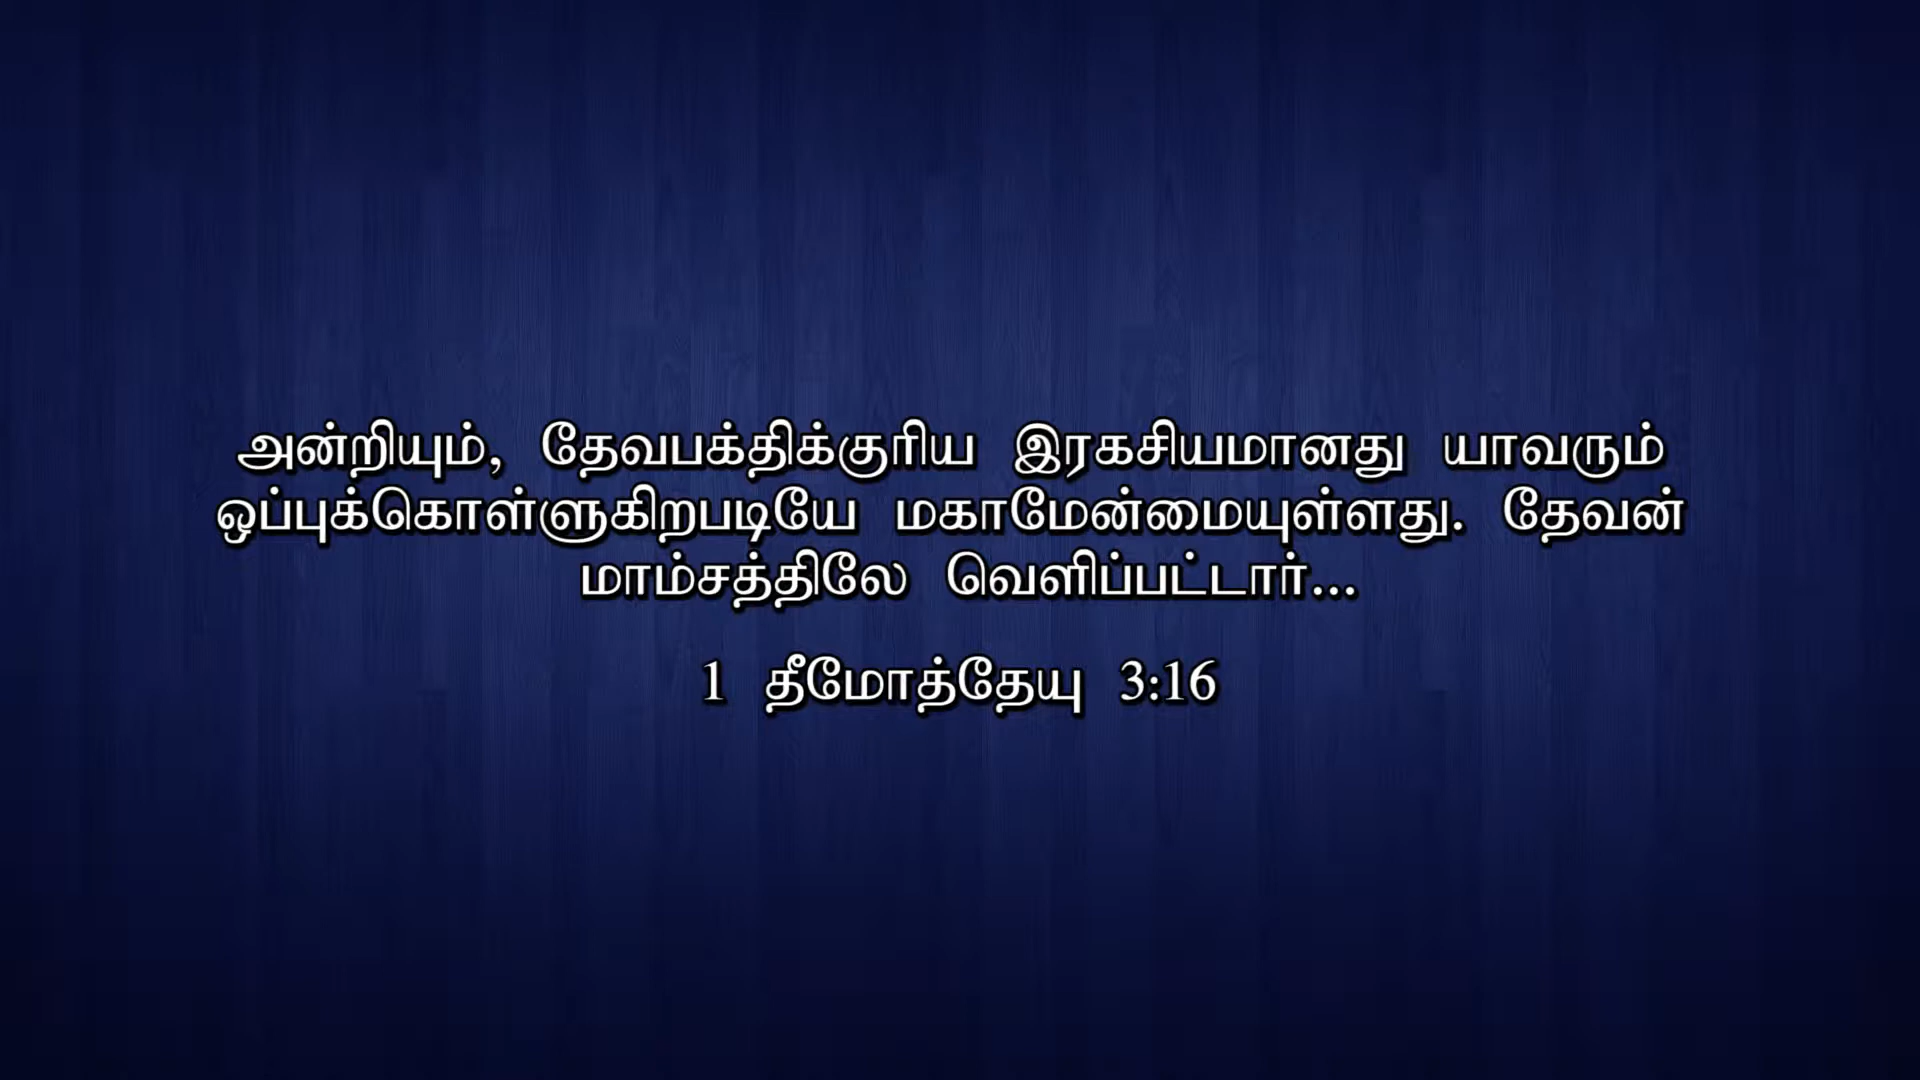 அன்றியும், தேவபக்திக்குரிய இரகசியமானது யாவரும்
ஒப்புக்கொள்ளுகிறபடியே மகாமேன்மையுள்ளது. தேவன்
மாம்சத்திலே வெளிப்பட்டார்...
1 தீமோத்தேயு 3:16